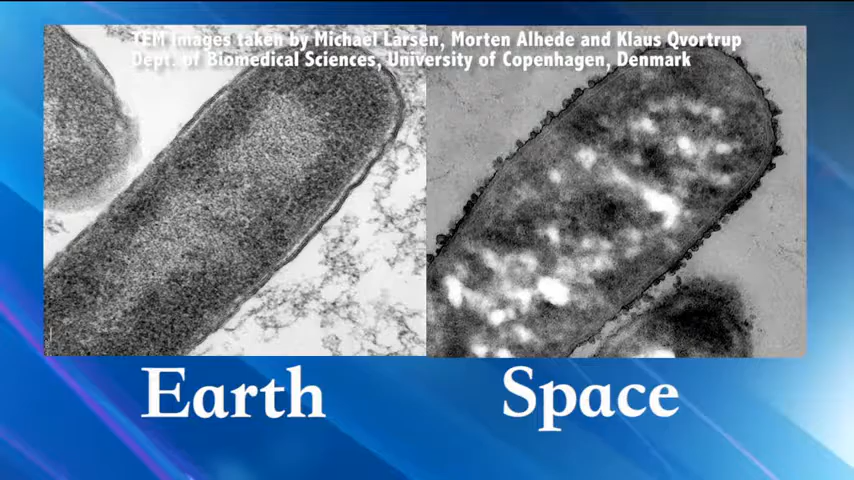 TEM images taken by Michael Larsen, Morten Alhede and Klaus Qvortrup
Dept. of Biomedical Sciences, University of Copenhagen, Denmark
Earth
Space